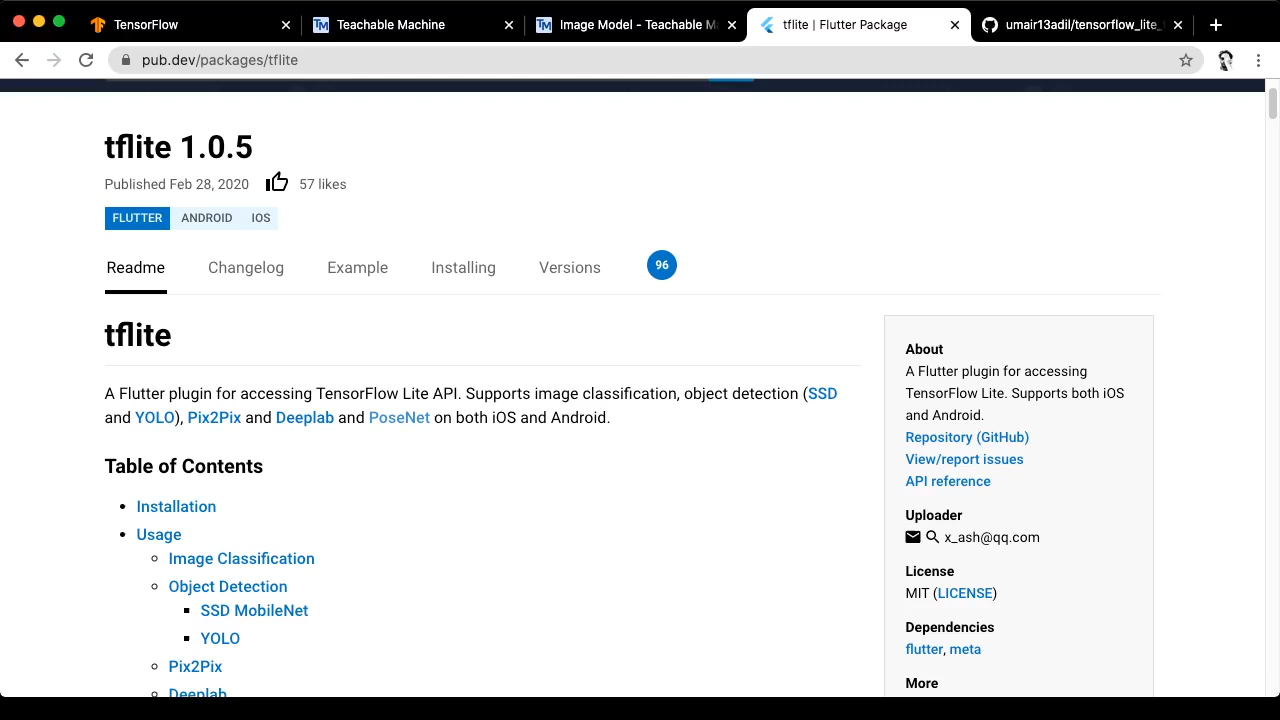 TensorFlow
Teachable Machine
Image Model - Teachable M
tflite | Flutter Package
umair13adil/tensorflow_lite_
pub.dev/packages/tflite
tflite 1.0.5
Published Feb 28, 2020
57 likes
FLUTTER ANDROID IOS
Readme Changelog Example Installing Versions 96
tflite
A Flutter plugin for accessing TensorFlow Lite API. Supports image classification, object detection (SSD
and YOLO), Pix2Pix and Deeplab and PoseNet on both iOS and Android.
Table of Contents
Installation
Usage
Image Classification
Object Detection
SSD MobileNet
YOLO
Pix2Pix
Deeplab
About
A Flutter plugin for accessing
TensorFlow Lite. Supports both iOS
and Android.
Repository (GitHub)
View/report issues
API reference
Uploader
x_ash@qq.com
License
MIT (LICENSE)
Dependencies
flutter, meta
More